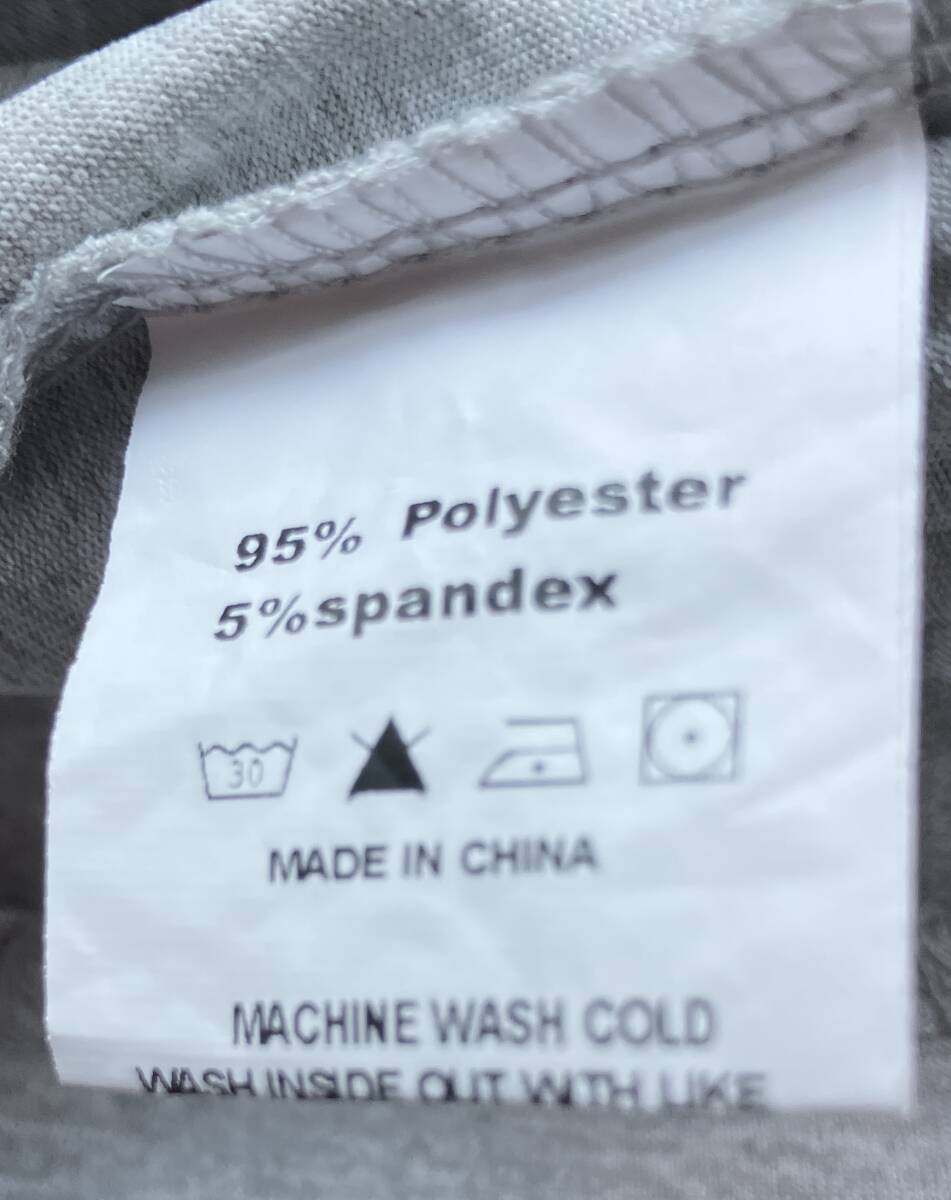 95% Polyester
5%spandex
30
MADE IN CHINA
MACHINE WASH COLD
WASH INSIDE OUT WITH LIKE